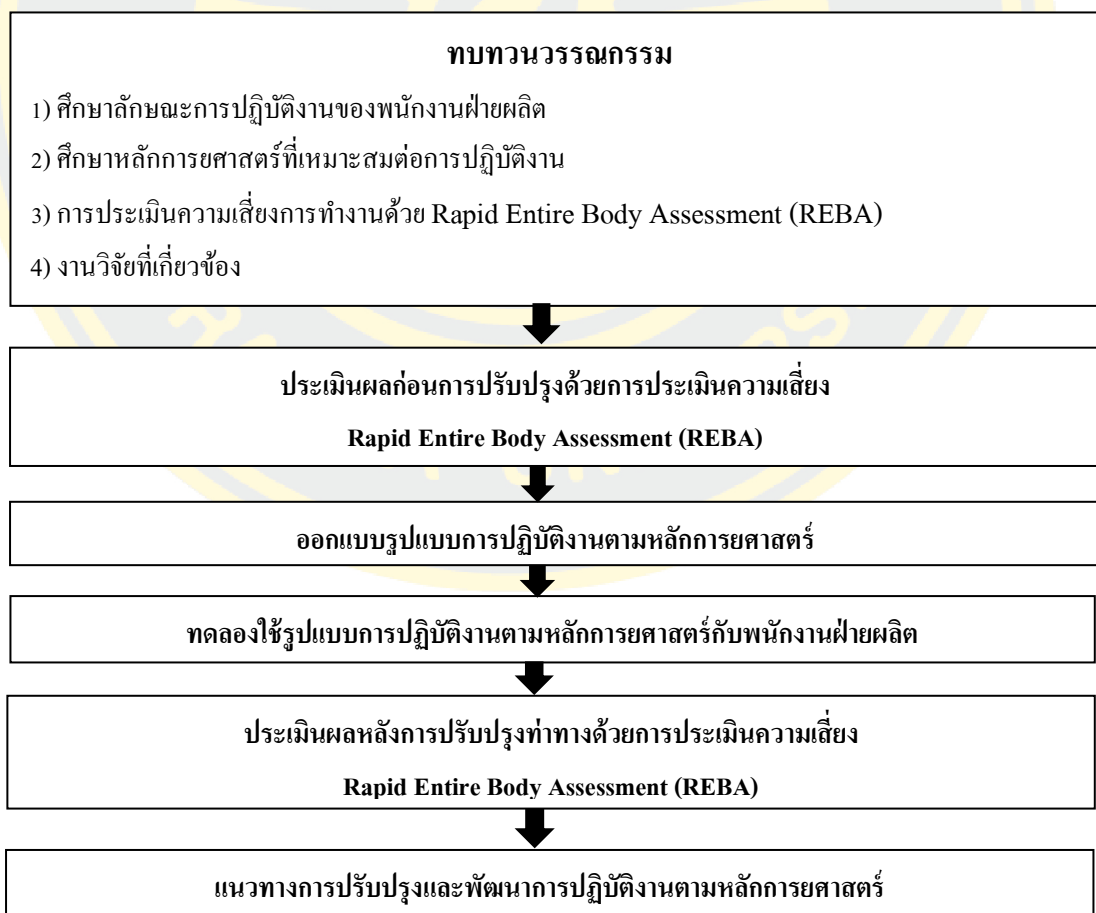 ทบทวนวรรณกรรม
1) ศึกษาลักษณะการปฏิบัติงานของพนักงานฝ่ายผลิต
2) ศึกษาหลักการยศาสตร์ที่เหมาะสมต่อการปฏิบัติงาน
3) การประเมินความเสี่ยงการทำงานด้วย Rapid Entire Body Assessment (REBA)
4) งานวิจัยที่เกี่ยวข้อง
ประเมินผลก่อนการปรับปรุงด้วยการประเมินความเสี่ยง
Rapid Entire Body Assessment (REBA)
ออกแบบรูปแบบการปฏิบัติงานตามหลักการยศาสตร์
ทดลองใช้รูปแบบการปฏิบัติงานตามหลักการยศาสตร์กับพนักงานฝ่ายผลิต
ประเมินผลหลังการปรับปรุงท่าทางด้วยการประเมินความเสี่ยง
Rapid Entire Body Assessment (REBA)
แนวทางการปรับปรุงและพัฒนาการปฏิบัติงานตามหลักการยศาสตร์